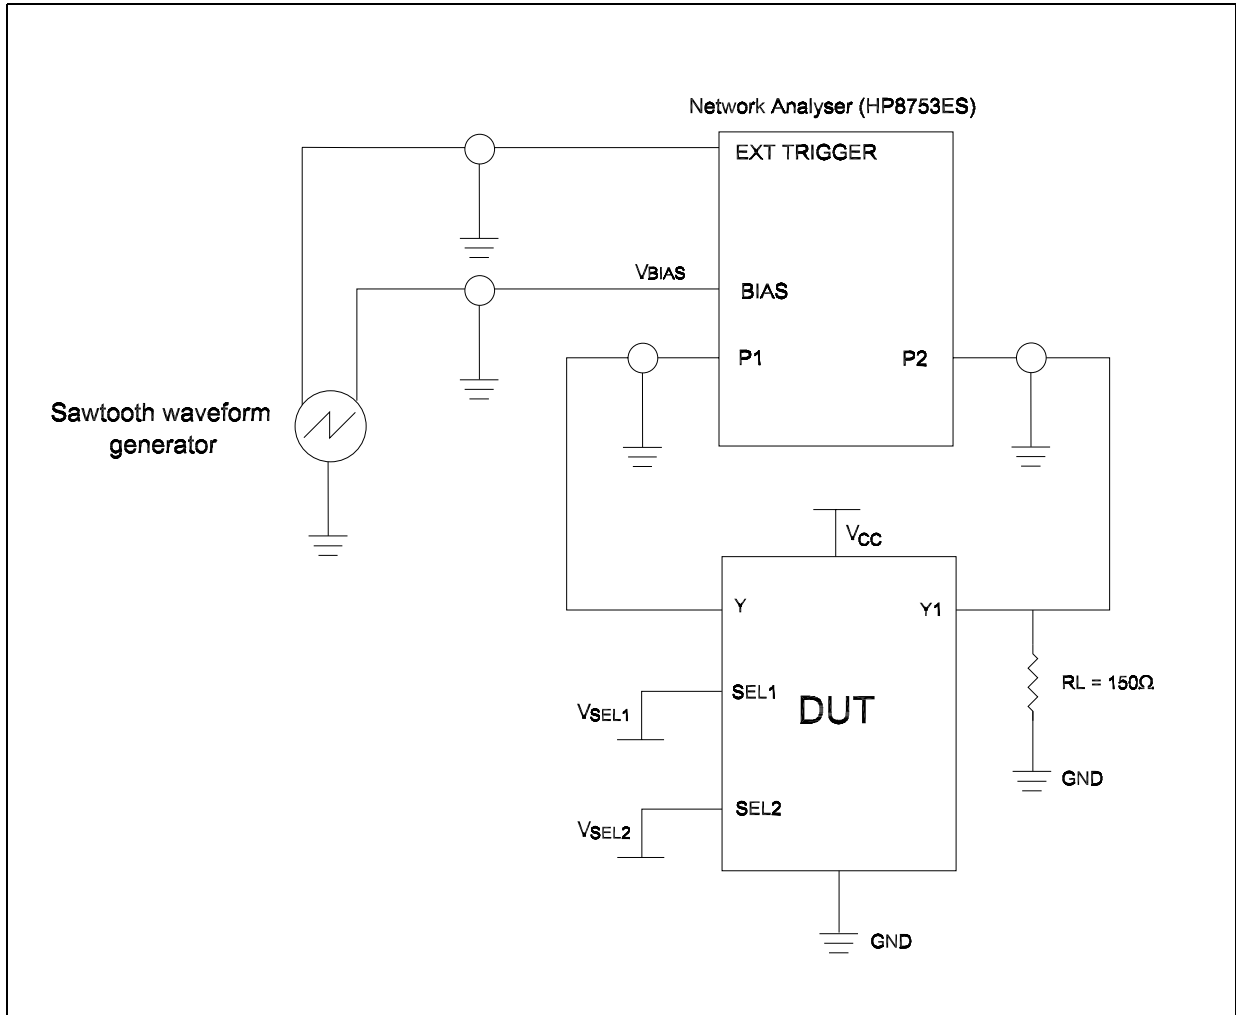 Network Analyser (HP8753ES)
EXT TRIGGER
VBIAS
BIAS
P1
P2
Sawtooth waveform
generator
VCC
Y
Y1
SEL1
VSEL1
DUT
RL = 150Ω
GND
SEL2
VSEL2
GND